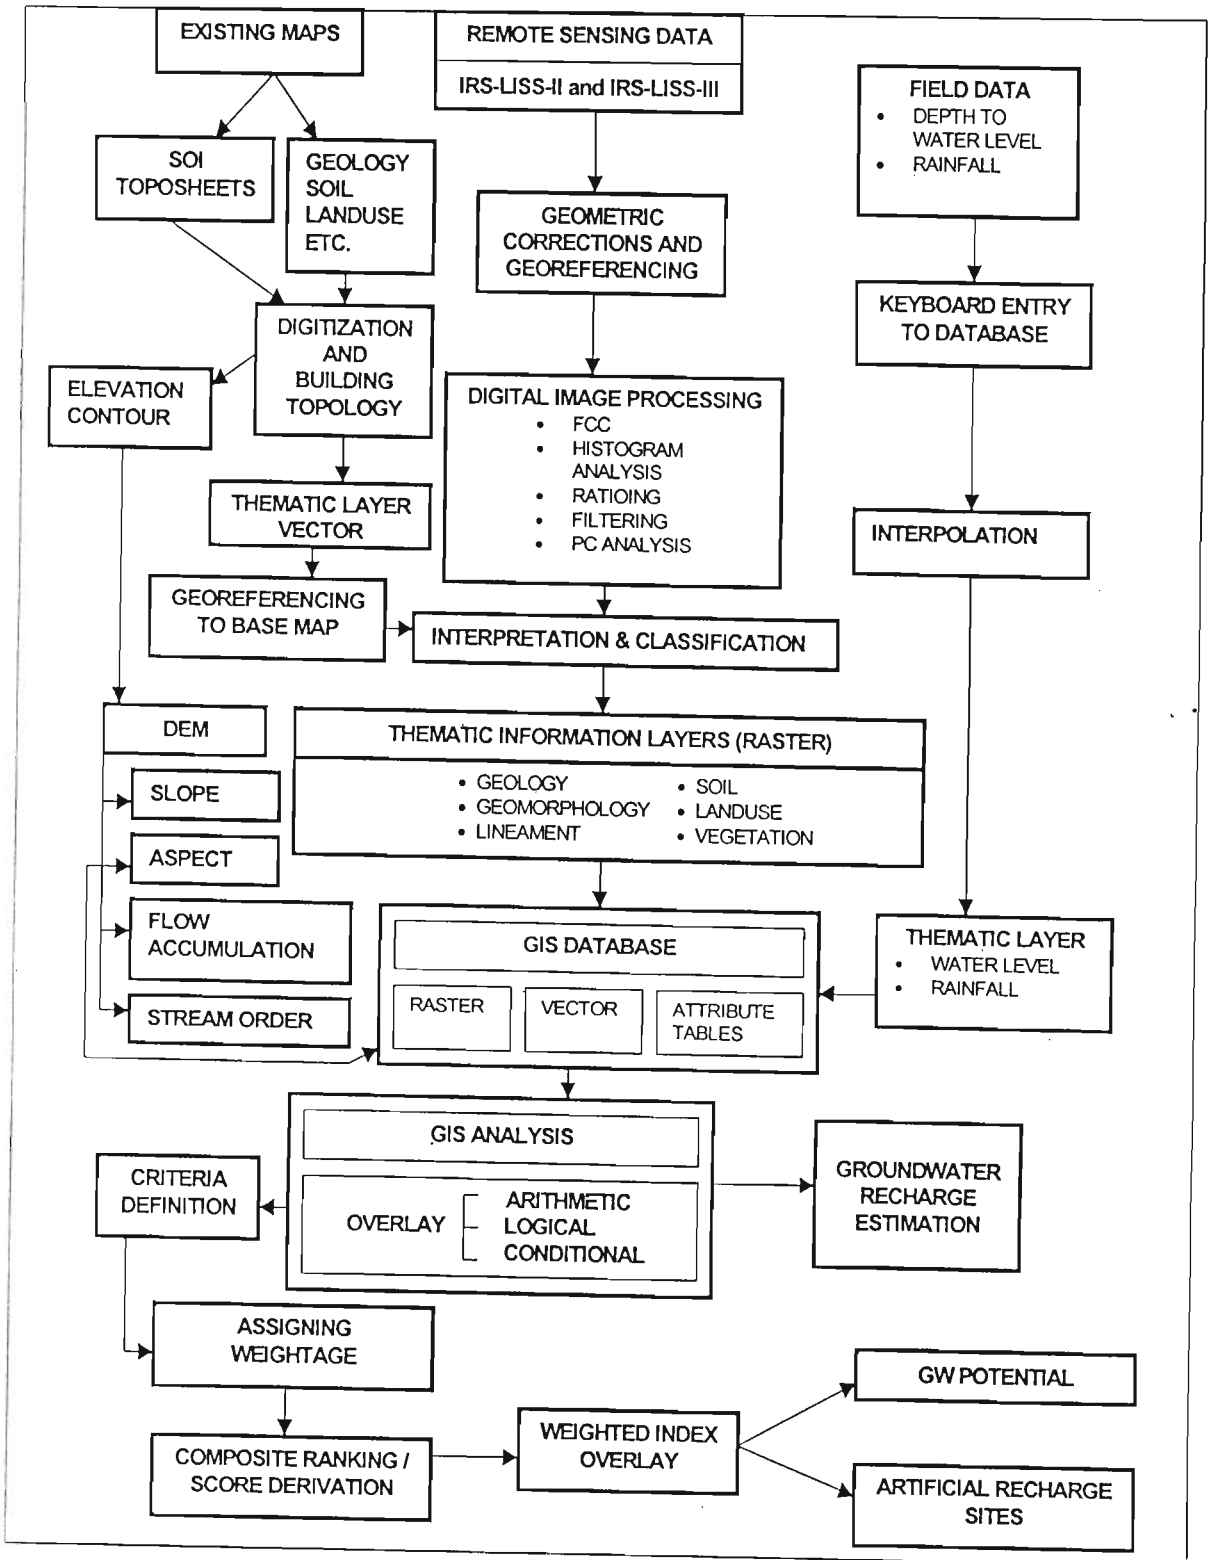 EXISTING MAPS
REMOTE SENSING DATA
IRS-LISS-II and IRS-LISS-III
FIELD DATA
• DEPTH TO
WATER LEVEL
• RAINFALL
SOI
TOPOSHEETS
GEOLOGY
SOIL
LANDUSE
ETC.
GEOMETRIC
CORRECTIONS AND
GEOREFERENCING
KEYBOARD ENTRY
TO DATABASE
DIGITIZATION
AND
BUILDING
TOPOLOGY
ELEVATION
CONTOUR
DIGITAL IMAGE PROCESSING
• FCC
• HISTOGRAM
ANALYSIS
• RATIOING
• FILTERING
• PC ANALYSIS
THEMATIC LAYER
VECTOR
INTERPOLATION
GEOREFERENCING
TO BASE MAP
INTERPRETATION & CLASSIFICATION
DEM
THEMATIC INFORMATION LAYERS (RASTER)
• GEOLOGY
• GEOMORPHOLOGY
• LINEAMENT
• SOIL
• LANDUSE
• VEGETATION
SLOPE
ASPECT
FLOW
ACCUMULATION
STREAM ORDER
GIS DATABASE
RASTER
VECTOR
ATTRIBUTE
TABLES
THEMATIC LAYER
• WATER LEVEL
• RAINFALL
GIS ANALYSIS
OVERLAY
ARITHMETIC
LOGICAL
CONDITIONAL
CRITERIA
DEFINITION
GROUNDWATER
RECHARGE
ESTIMATION
ASSIGNING
WEIGHTAGE
GW POTENTIAL
COMPOSITE RANKING /
SCORE DERIVATION
WEIGHTED INDEX
OVERLAY
ARTIFICIAL RECHARGE
SITES